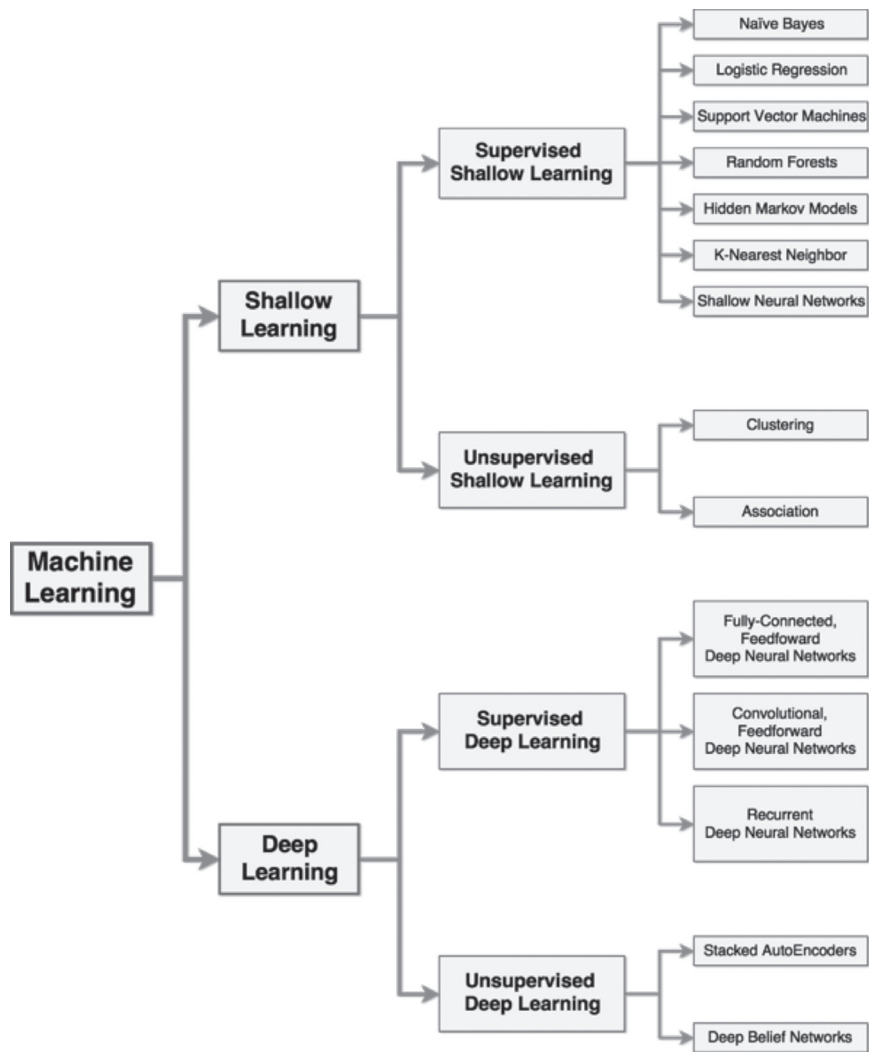 Machine
Learning
Shallow
Learning
Supervised
Shallow Learning
Naïve Bayes
Logistic Regression
Support Vector Machines
Random Forests
Hidden Markov Models
K-Nearest Neighbor
Shallow Neural Networks
Unsupervised
Shallow Learning
Clustering
Association
Deep
Learning
Supervised
Deep Learning
Fully-Connected,
Feedfoward
Deep Neural Networks
Convolutional,
Feedforward
Deep Neural Networks
Recurrent
Deep Neural Networks
Unsupervised
Deep Learning
Stacked AutoEncoders
Deep Belief Networks